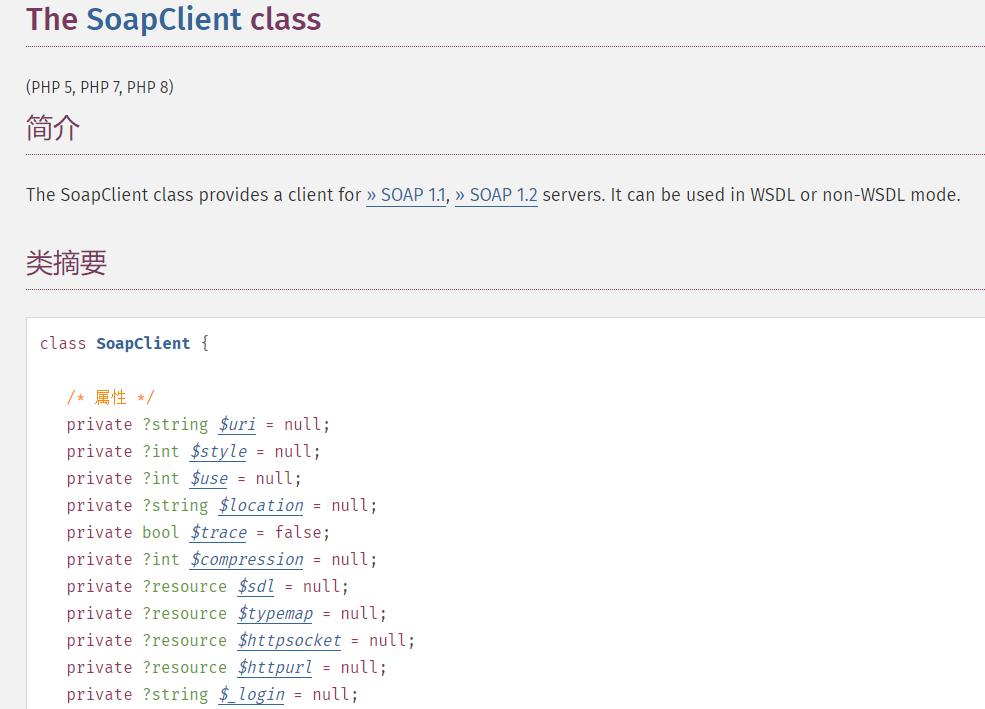 The SoapClient class
(PHP 5, PHP 7, PHP 8)
简介
The SoapClient class provides a client for » SOAP 1.1, » SOAP 1.2 servers. It can be used in WSDL or non-WSDL mode.
类摘要
class SoapClient {
/* 属性 */
private ?string $uri = null;
private ?int $style = null;
private ?int $use = null;
private ?string $location = null;
private bool $trace = false;
private ?int $compression = null;
private ?resource $sdl = null;
private ?resource $typemap = null;
private ?resource $httpsocket = null;
private ?resource $httpurl = null;
private ?string $_login = null;